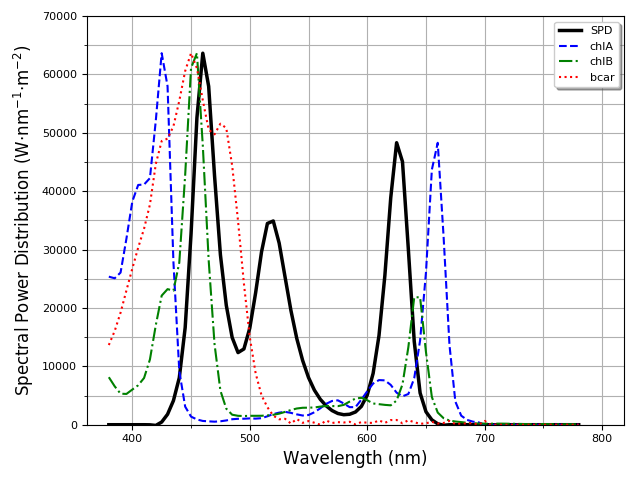 70000
60000
50000
40000
30000
20000
10000
0
400
500
600
700
800
Spectral Power Distribution (W·nm⁻¹·m⁻²)
Wavelength (nm)
SPD
chlA
chlB
bcar